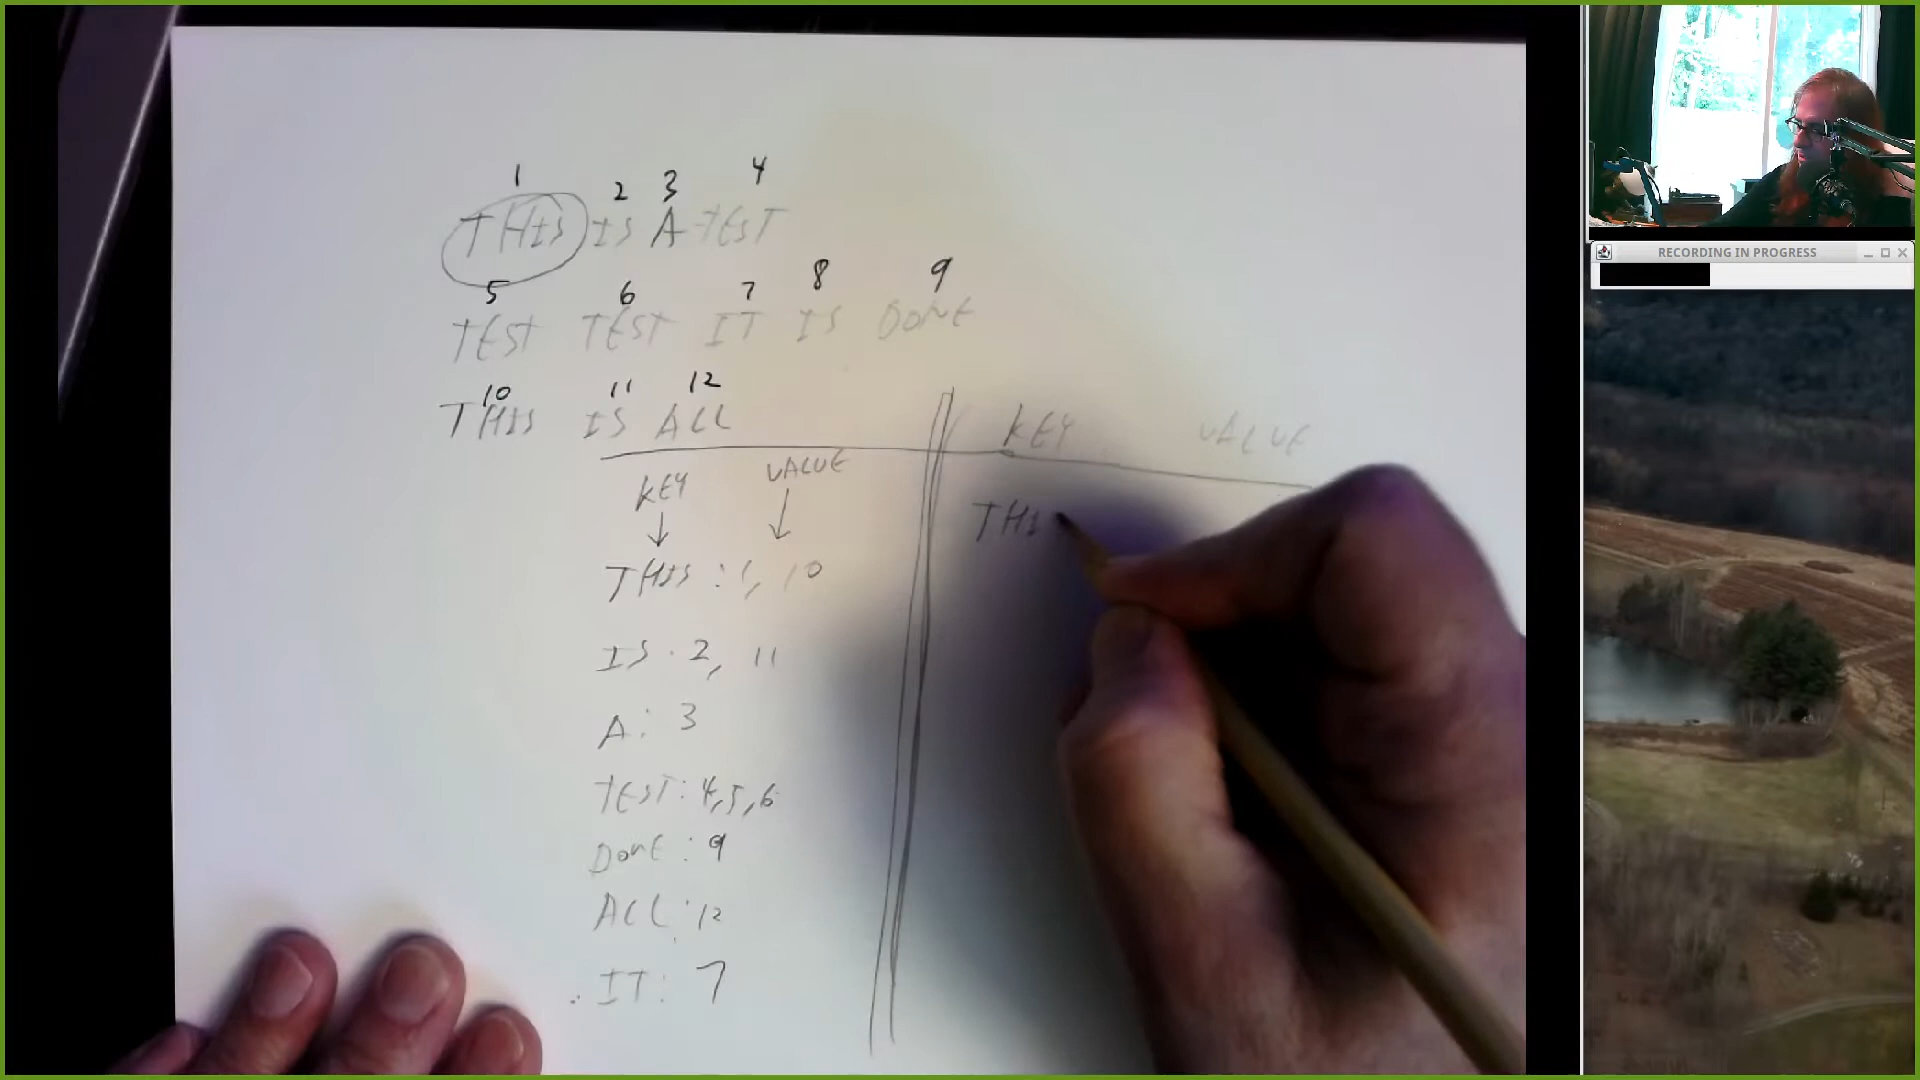 1 2 3 4
THIS IS A TEST
5 6 7 8 9
TEST TEST IT IS DONE
10 11 12
THIS IS ALL
KEY VALUE
THIS : 1, 10
IS : 2, 11
A : 3
TEST : 4, 5, 6
DONE : 9
ALL : 12
IT : 7
KEY VALUE
THI
RECORDING IN PROGRESS